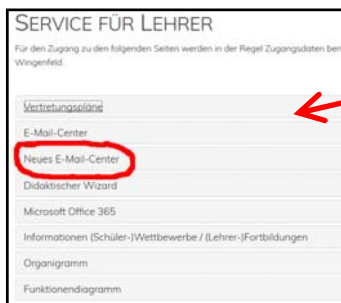 SERVICE FÜR LEHRER
Für den Zugang zu den folgenden Seiten werden in der Regel Zugangsdaten ben
Wingenfeld.
Vertretungspläne
E-Mail-Center
Neues E-Mail-Center
Didaktischer Wizard
Microsoft Office 365
Informationen (Schüler-)Wettbewerbe / (Lehrer-)Fortbildungen
Organigramm
Funktionendiagramm